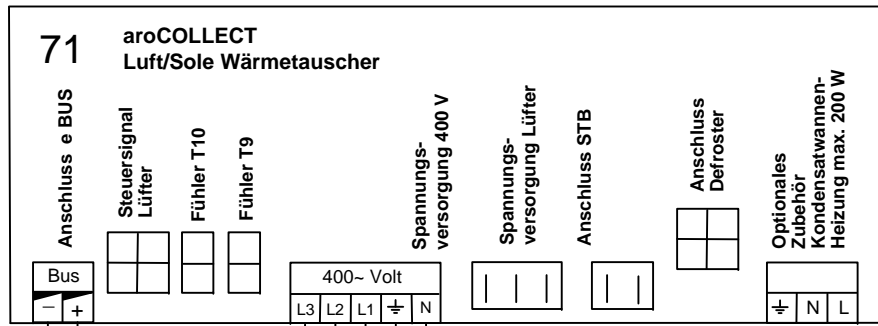 71
aroCOLLECT
Luft/Sole Wärmetauscher
Anschluss e BUS
Steuersignal
Lüfter
Fühler T10
Fühler T9
Spannungs-
versorgung 400 V
Spannungs-
versorgung Lüfter
Anschluss STB
Anschluss
Defroster
Optionales
Zubehör
Kondensatwannen-
Heizung max. 200 W
Bus
− +
400~ Volt
L3 L2 L1 ⏚ N
⏚ N L